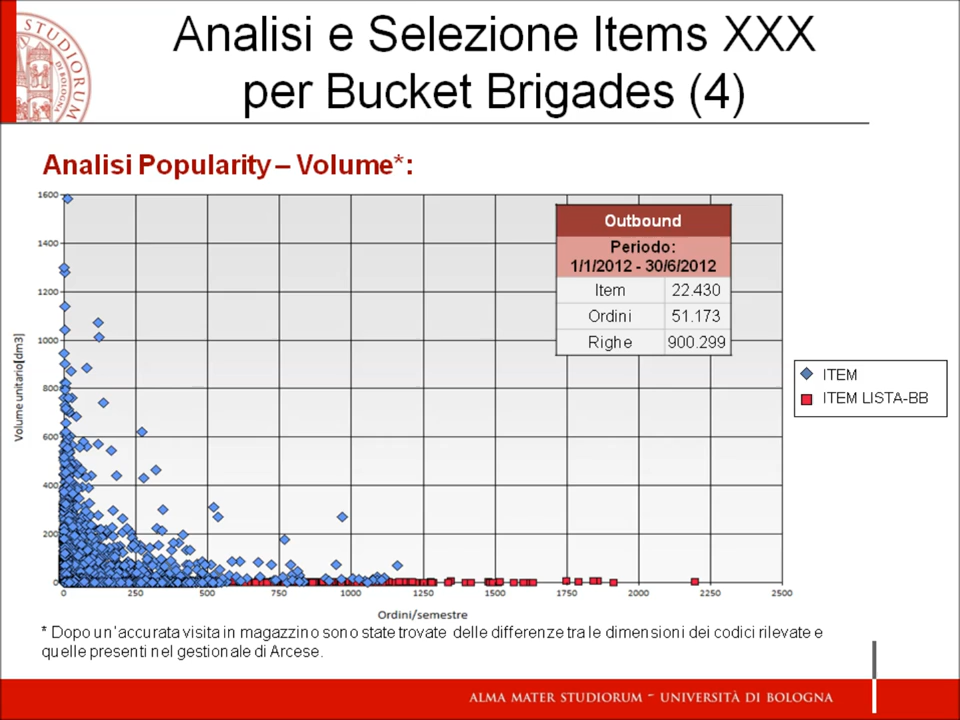 Analisi e Selezione Items XXX
per Bucket Brigades (4)
STUDIORUM
DI BOLOGNA
Analisi Popularity – Volume*:
1600
1400
1200
1000
800
600
400
200
0
Volume unitario[dm3]
Outbound
Periodo:
1/1/2012 - 30/6/2012
Item 22.430
Ordini 51.173
Righe 900.299
ITEM
ITEM LISTA-BB
0 250 500 750 1000 1250 1500 1750 2000 2250 2500
Ordini/semestre
* Dopo un'accurata visita in magazzino sono state trovate delle differenze tra le dimensioni dei codici rilevate e
quelle presenti nel gestionale di Arcese.
ALMA MATER STUDIORUM ~ UNIVERSITÀ DI BOLOGNA